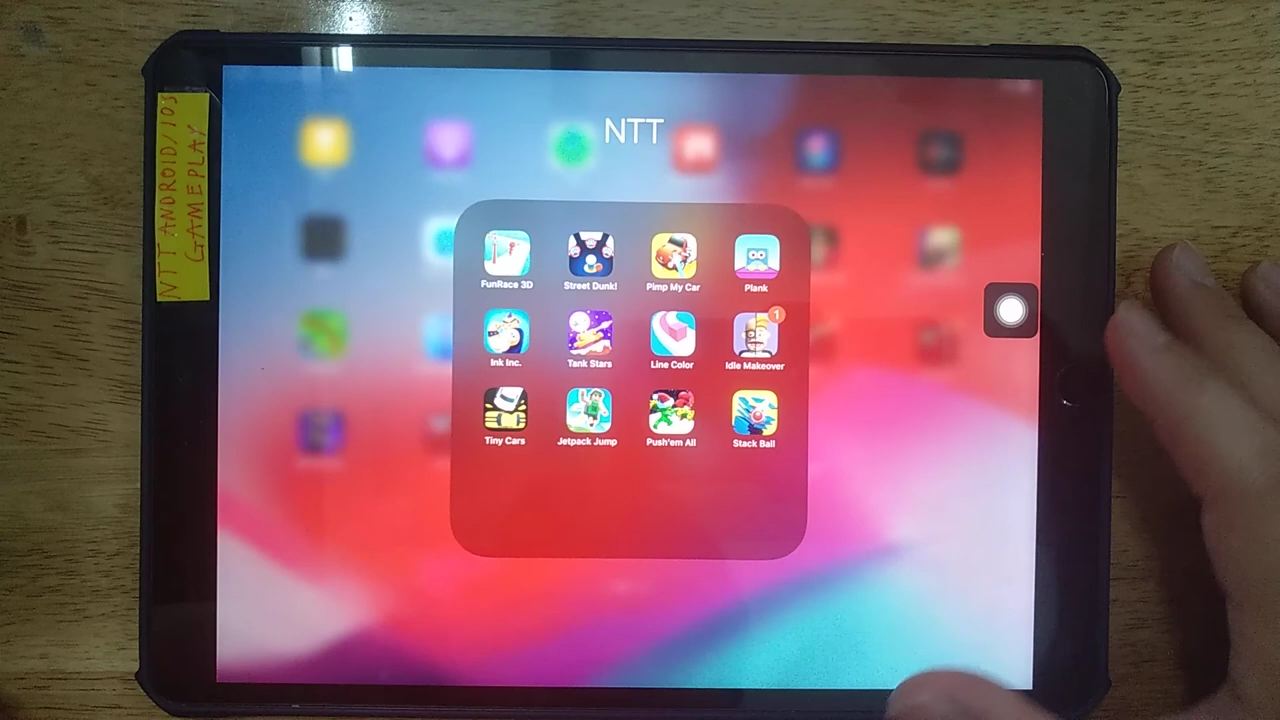 NTT ANDROID/IOS
GAMEPLAY
NTT
FunRace 3D
Street Dunk!
Pimp My Car
Plank
Ink Inc.
Tank Stars
Line Color
1
Idle Makeover
Tiny Cars
Jetpack Jump
Push'em All
Stack Ball